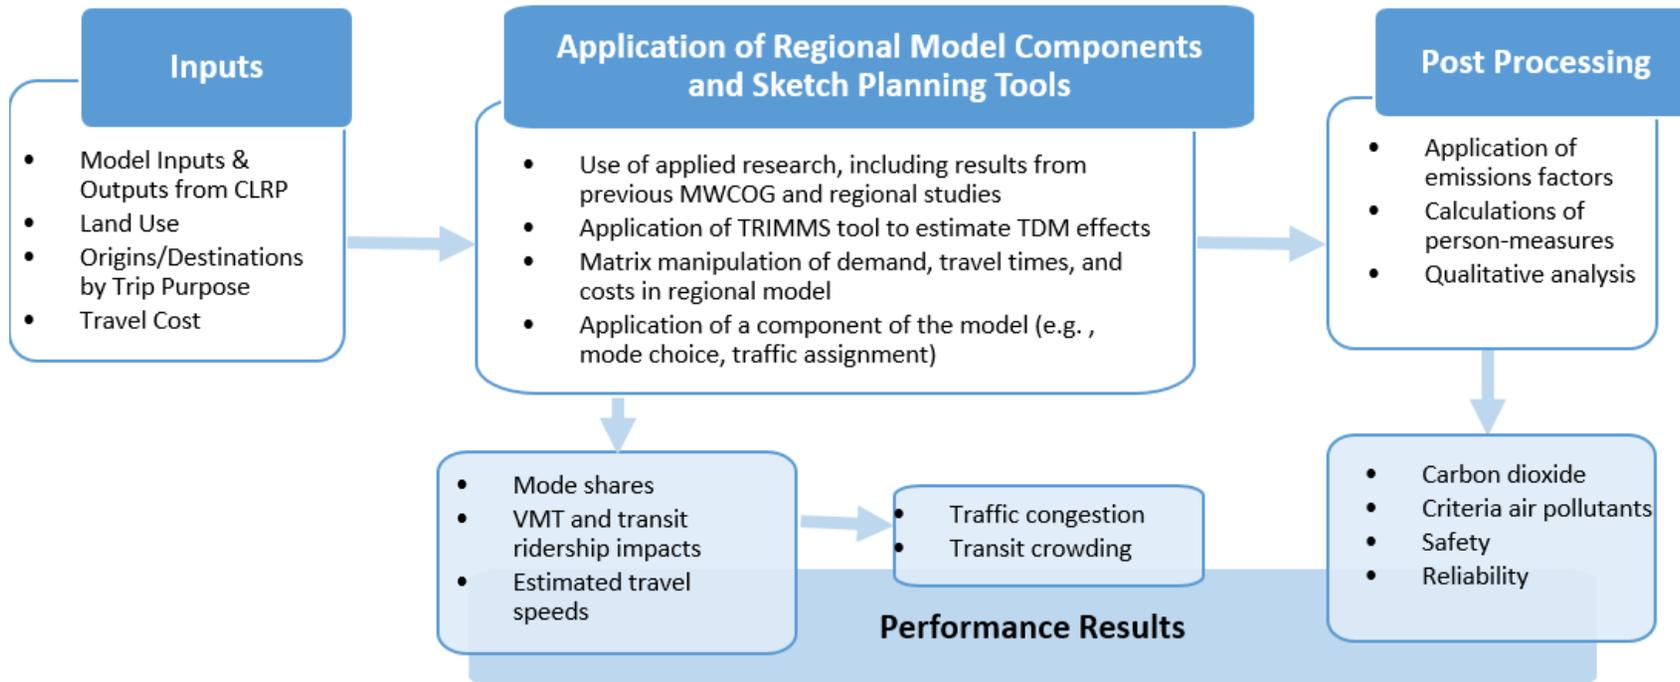 Inputs
• Model Inputs &
Outputs from CLRP
• Land Use
• Origins/Destinations
by Trip Purpose
• Travel Cost
Application of Regional Model Components
and Sketch Planning Tools
• Use of applied research, including results from
previous MWCOG and regional studies
• Application of TRIMMS tool to estimate TDM effects
• Matrix manipulation of demand, travel times, and
costs in regional model
• Application of a component of the model (e.g. ,
mode choice, traffic assignment)
Post Processing
• Application of
emissions factors
• Calculations of
person-measures
• Qualitative analysis
• Mode shares
• VMT and transit
ridership impacts
• Estimated travel
speeds
• Traffic congestion
• Transit crowding
• Carbon dioxide
• Criteria air pollutants
• Safety
• Reliability
Performance Results